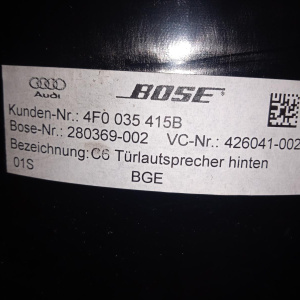 Audi BOSE
Kunden-Nr.: 4F0 035 415B
Bose-Nr.: 280369-002 VC-Nr.: 426041-002
Bezeichnung:C6 Türlautsprecher hinten
01S
BGE